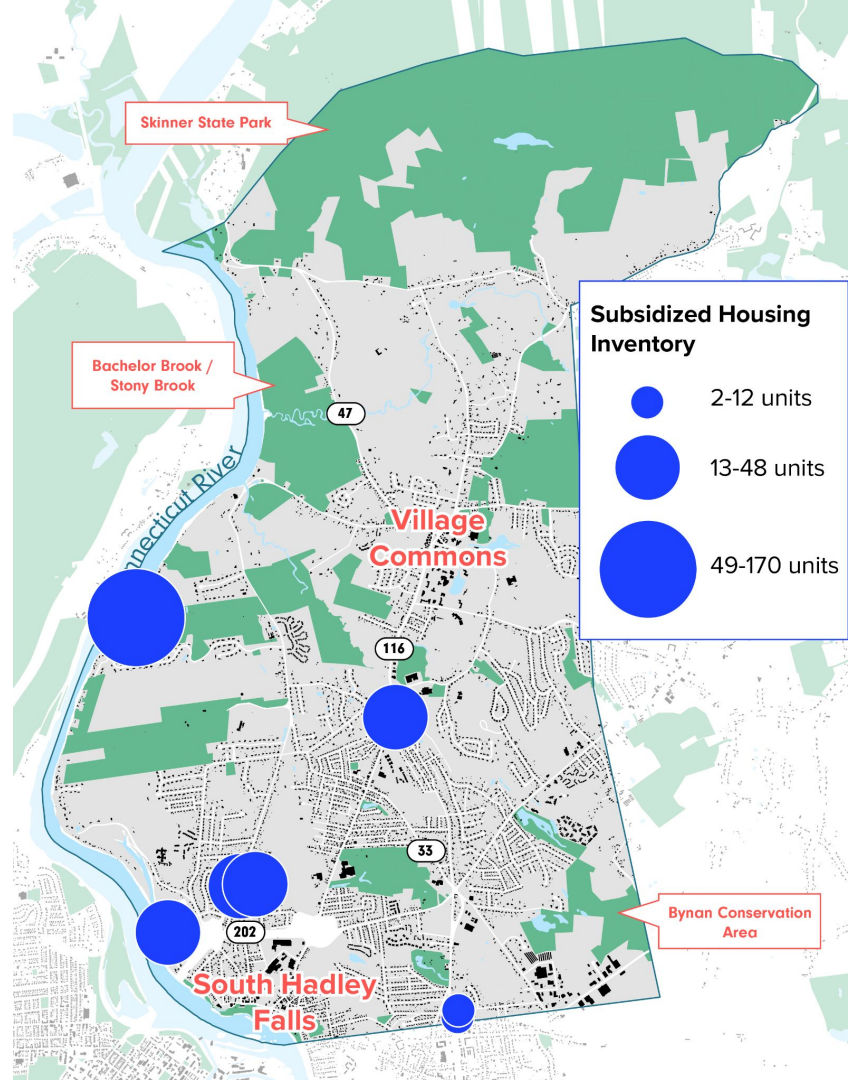 Skinner State Park
Subsidized Housing
Inventory
2-12 units
13-48 units
49-170 units
Bachelor Brook /
Stony Brook
47
River
Village
Commons
116
33
Bynan Conservation
Area
202
South Hadley
Falls